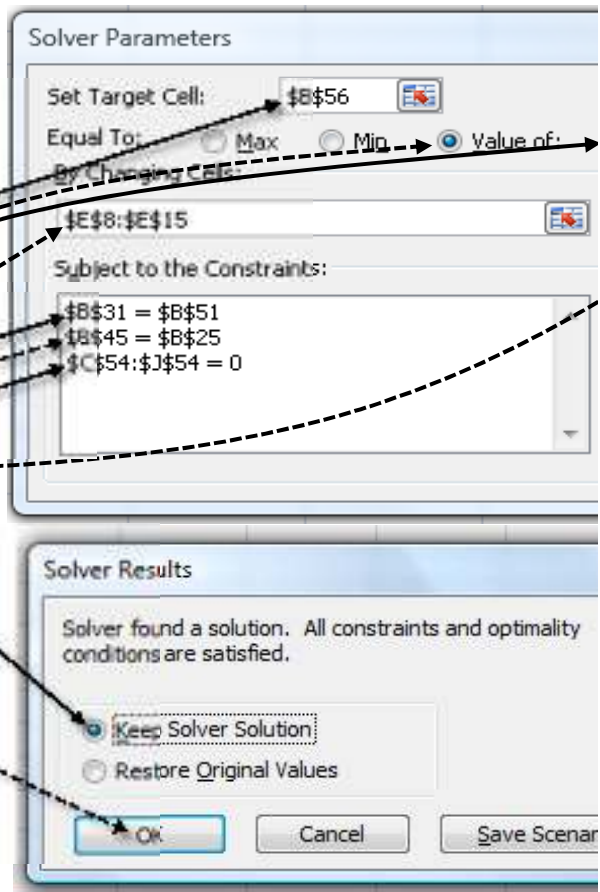 Solver Parameters
Set Target Cell: $B$56
Equal To: Max Min Value of:
By Changing Cells:
$E$8:$E$15
Subject to the Constraints:
$B$31 = $B$51
$B$45 = $B$25
$C$54:$J$54 = 0
Solver Results
Solver found a solution. All constraints and optimality
conditions are satisfied.
Keep Solver Solution
Restore Original Values
OK Cancel Save Scenar